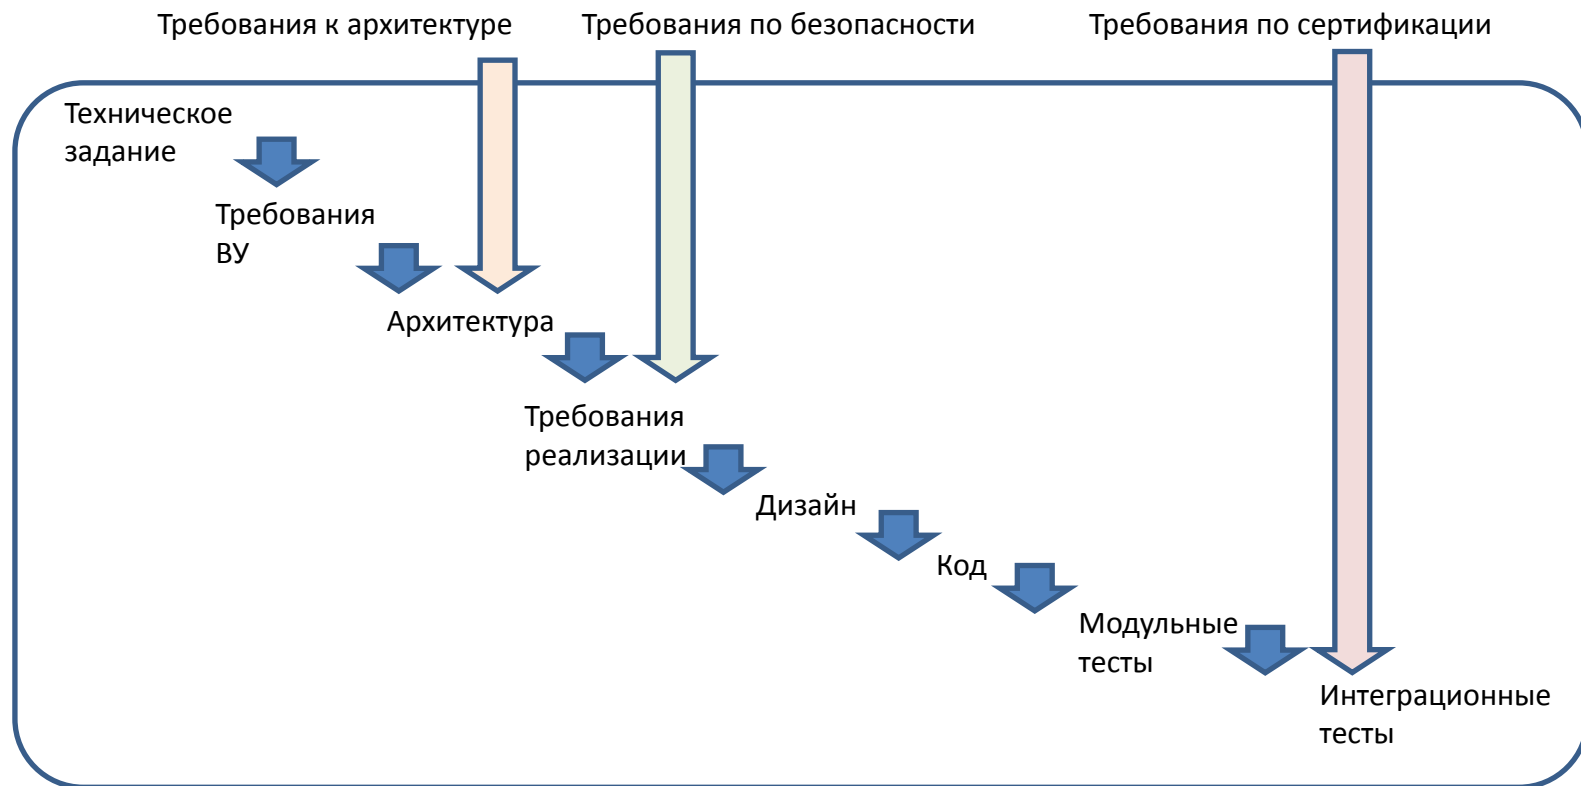 Требования к архитектуре
Требования по безопасности
Требования по сертификации
Техническое
задание
Требования
ВУ
Архитектура
Требования
реализации
Дизайн
Код
Модульные
тесты
Интеграционные
тесты